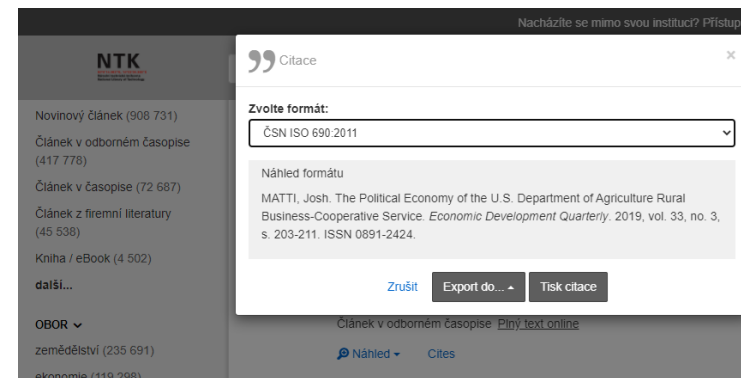 Nacházíte se mimo svou instituci? Přístup
NTK
Citace
×
Novinový článek (908 731)
Článek v odborném časopise
(417 778)
Článek v časopise (72 687)
Článek z firemní literatury
(45 538)
Kniha / eBook (4 502)
další...
OBOR
zemědělství (235 691)
ekonomie (119 298)
Zvolte formát:
ČSN ISO 690:2011
Náhled formátu
MATTI, Josh. The Political Economy of the U.S. Department of Agriculture Rural
Business-Cooperative Service. Economic Development Quarterly. 2019, vol. 33, no. 3,
s. 203-211. ISSN 0891-2424.
Zrušit Export do... Tisk citace
Článek v odborném časopise Plný text online
Náhled Cites